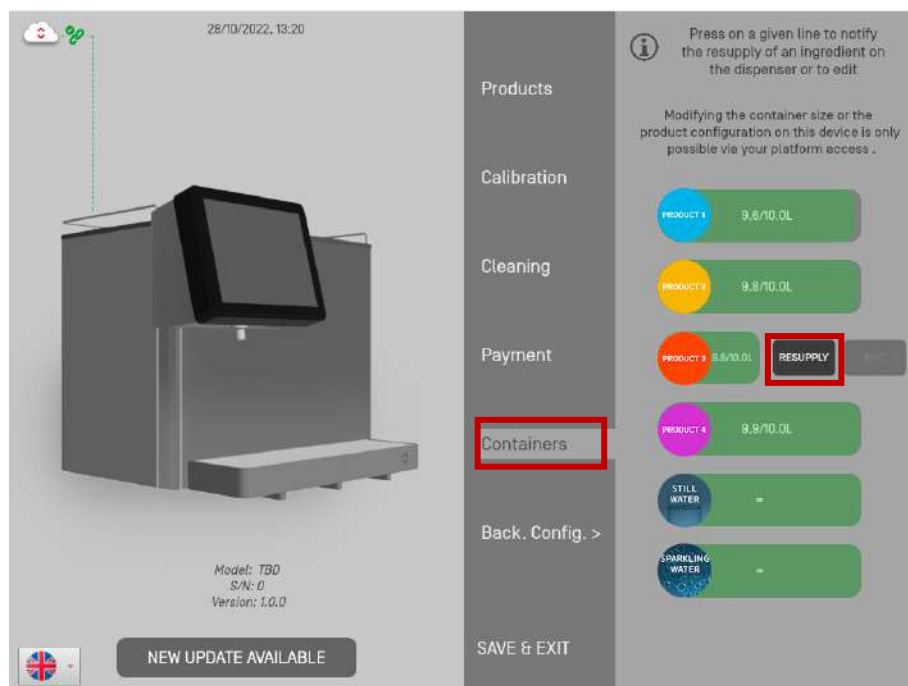 28/10/2022, 13:20
Model: TBD
S/N: 0
Version: 1.0.0
NEW UPDATE AVAILABLE
Products
Calibration
Cleaning
Payment
Containers
Back. Config. >
SAVE & EXIT
Press on a given line to notify
the resupply of an ingredient on
the dispenser or to edit
Modifying the container size or the
product configuration on this device is only
possible via your platform access .
PRODUCT 1 9.6/10.0L
PRODUCT 2 9.8/10.0L
PRODUCT 3 9.8/10.0L RESUPPLY
PRODUCT 4 9.9/10.0L
STILL
WATER
SPARKLING
WATER